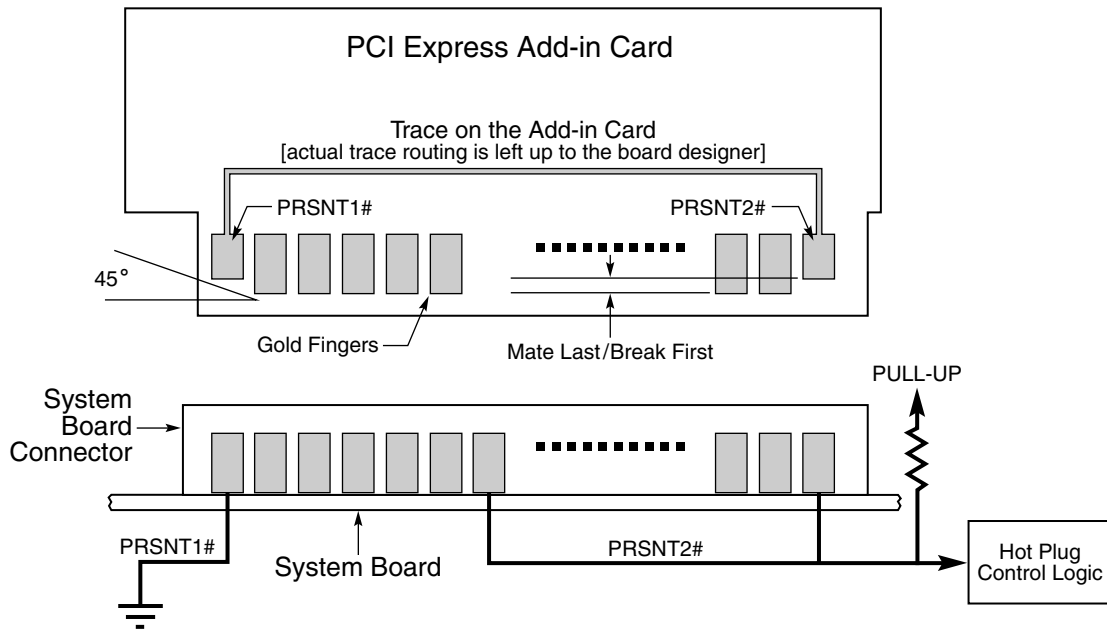 PCI Express Add-in Card
Trace on the Add-in Card
[actual trace routing is left up to the board designer]
PRSNT1#
PRSNT2#
45°
Gold Fingers
Mate Last/Break First
PULL-UP
System
Board
Connector
PRSNT1#
System Board
PRSNT2#
Hot Plug
Control Logic